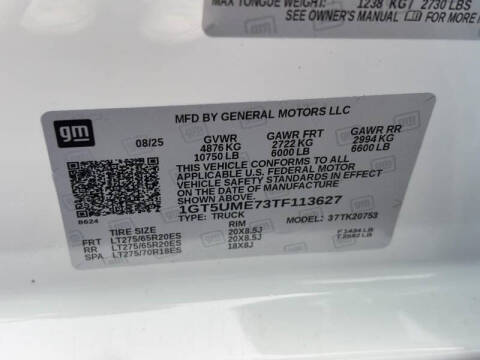 MAX TONGUE WEIGHT: 1238 KG / 2730 LBS
SEE OWNER'S MANUAL FOR MORE
gm
MFD BY GENERAL MOTORS LLC
08/25 GVWR GAWR FRT GAWR RR
4876 KG 2722 KG 2994 KG
10750 LB 6000 LB 6600 LB
THIS VEHICLE CONFORMS TO ALL
APPLICABLE U.S. FEDERAL MOTOR
VEHICLE SAFETY STANDARDS IN
EFFECT ON THE DATE OF MANUFACTURE
SHOWN ABOVE.
1GT5UME73TF113627
8624 TYPE: TRUCK MODEL: 37TK20753
TIRE SIZE RIM
FRT LT275/65R20ES 20X8.5J F
RR LT275/65R20ES 20X8.5J
SPA LT275/70R18ES 18X8J